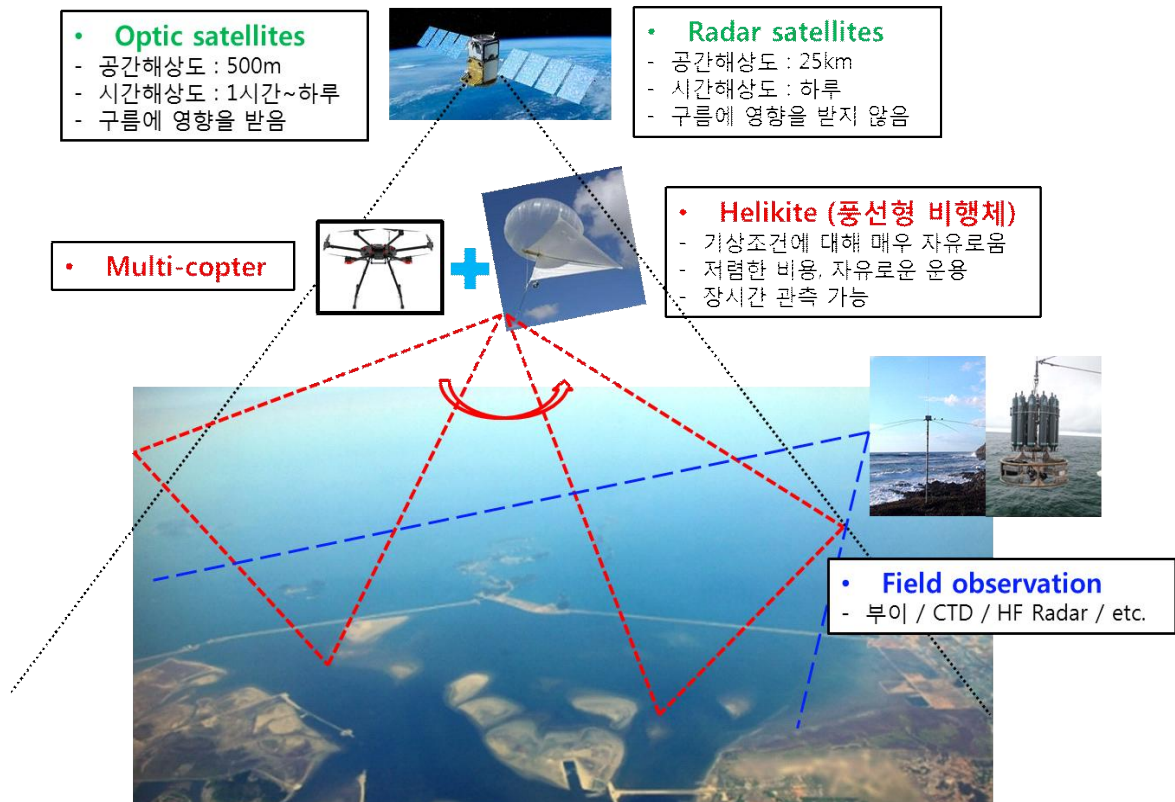 • Optic satellites
- 공간해상도 : 500m
- 시간해상도 : 1시간~하루
- 구름에 영향을 받음
• Radar satellites
- 공간해상도 : 25km
- 시간해상도 : 하루
- 구름에 영향을 받지 않음
• Multi-copter
• Helikite (풍선형 비행체)
- 기상조건에 대해 매우 자유로움
- 저렴한 비용, 자유로운 운용
- 장시간 관측 가능
• Field observation
- 부이 / CTD / HF Radar / etc.